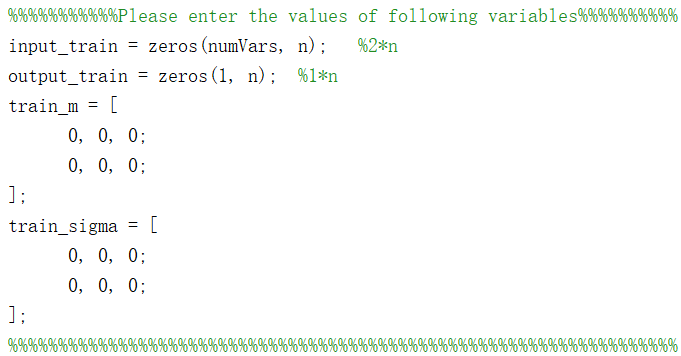 %%%%%%%%%%%Please enter the values of following variables%%%%%%%%%%
input_train = zeros(numVars, n);   %2*n
output_train = zeros(1, n);  %1*n
train_m = [
      0, 0, 0;
      0, 0, 0;
];
train_sigma = [
      0, 0, 0;
      0, 0, 0;
];
%%%%%%%%%%%%%%%%%%%%%%%%%%%%%%%%%%%%%%%%%%%%%%%%%%%%%%%%%%%%%%%%%%%